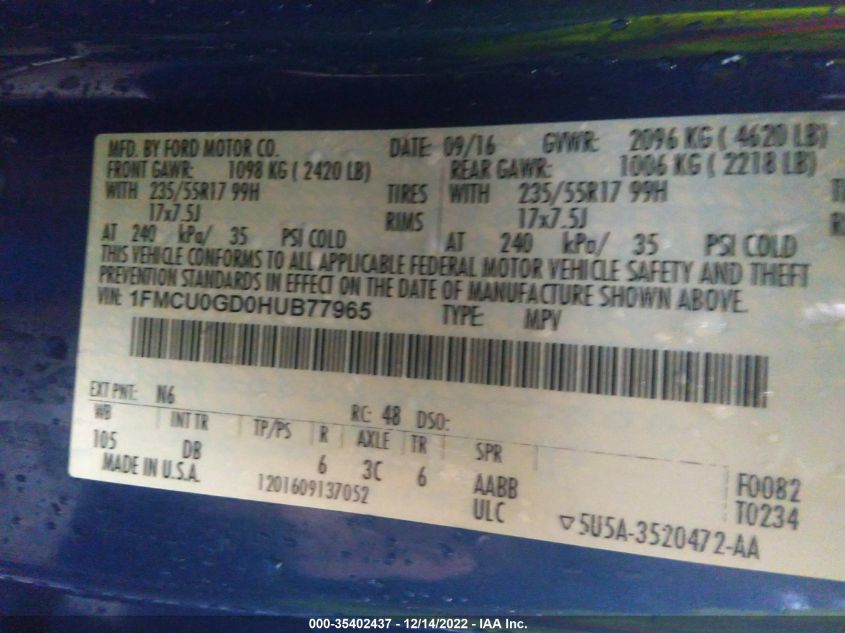 MFD. BY FORD MOTOR CO. DATE: 09/16 GVWR: 2096 KG ( 4620 LB)
FRONT GAWR: 1098 KG ( 2420 LB) REAR GAWR: 1006 KG ( 2218 LB)
WITH 235/55R17 99H TIRES WITH 235/55R17 99H
17x7.5J RIMS 17x7.5J
AT 240 kPa/ 35 PSI COLD AT 240 kPa/ 35 PSI COLD
THIS VEHICLE CONFORMS TO ALL APPLICABLE FEDERAL MOTOR VEHICLE SAFETY AND THEFT
PREVENTION STANDARDS IN EFFECT ON THE DATE OF MANUFACTURE SHOWN ABOVE.
VIN: 1FMCU0GD0HUB77965 TYPE: MPV
EXT PNT: N6 RC: 48 DSO:
WB INT TR TP/PS R AXLE TR SPR
105 DB 6 3C 6 AABB F0082
MADE IN U.S.A. 1201609137052 ULC T0234
▽5U5A-3520472-AA
000-35402437 - 12/14/2022 - IAA Inc.